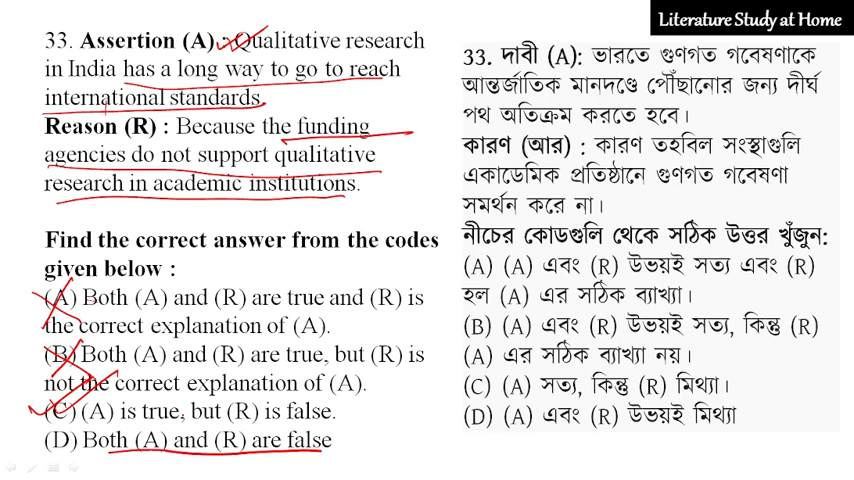 Literature Study at Home
33. Assertion (A) : Qualitative research
in India has a long way to go to reach
international standards.
Reason (R) : Because the funding
agencies do not support qualitative
research in academic institutions.
Find the correct answer from the codes
given below :
(A) Both (A) and (R) are true and (R) is
the correct explanation of (A).
(B) Both (A) and (R) are true, but (R) is
not the correct explanation of (A).
(C) (A) is true, but (R) is false.
(D) Both (A) and (R) are false
33. দাবী (A): ভারতে গুণগত গবেষণাকে
আন্তর্জাতিক মানদণ্ডে পৌঁছানোর জন্য দীর্ঘ
পথ অতিক্রম করতে হবে।
কারণ (আর) : কারণ তহবিল সংস্থাগুলি
একাডেমিক প্রতিষ্ঠানে গুণগত গবেষণা
সমর্থন করে না।
নীচের কোডগুলি থেকে সঠিক উত্তর খুঁজুন:
(A) (A) এবং (R) উভয়ই সত্য এবং (R)
হল (A) এর সঠিক ব্যাখ্যা।
(B) (A) এবং (R) উভয়ই সত্য, কিন্তু (R)
(A) এর সঠিক ব্যাখ্যা নয়।
(C) (A) সত্য, কিন্তু (R) মিথ্যা।
(D) (A) এবং (R) উভয়ই মিথ্যা